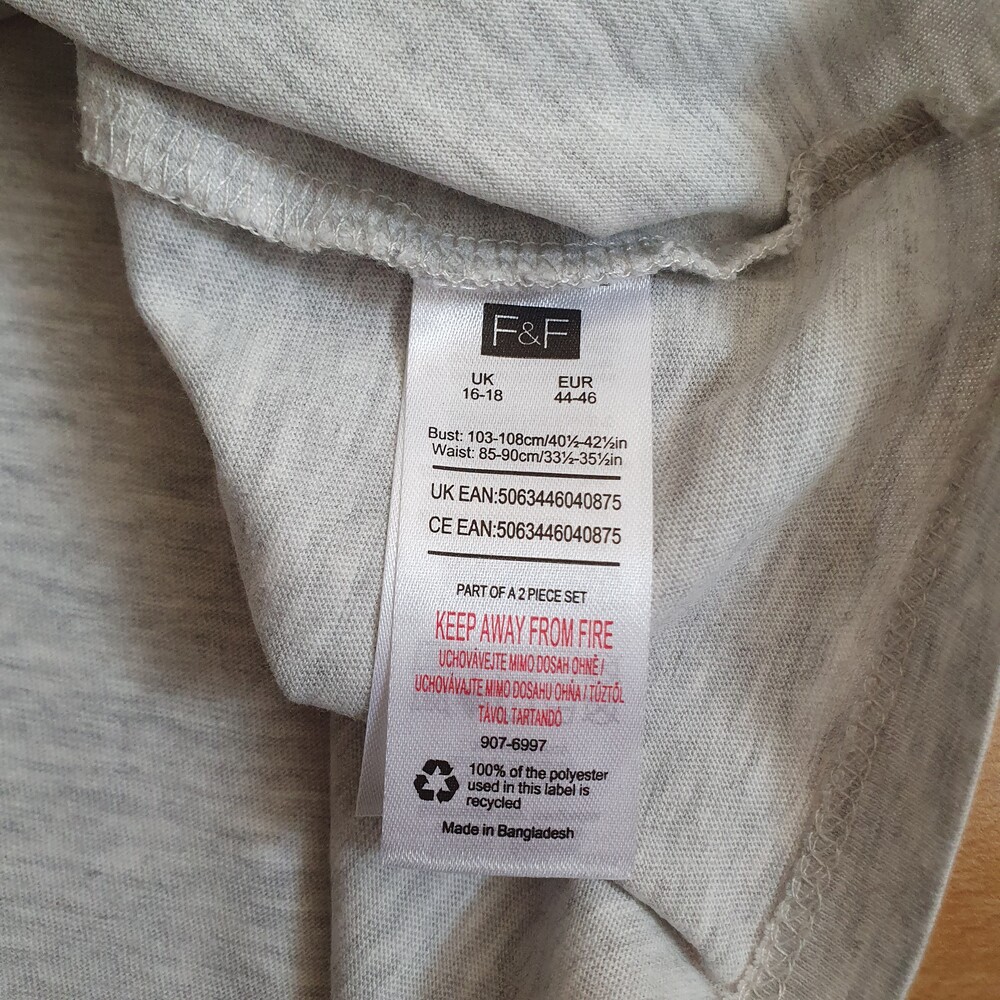 F&F
UK EUR
16-18 44-46
Bust: 103-108cm/40½-42½in
Waist: 85-90cm/33½-35½in
UK EAN:5063446040875
CE EAN:5063446040875
PART OF A 2 PIECE SET
KEEP AWAY FROM FIRE
UCHOVÁVEJTE MIMO DOSAH OHNĚ /
UCHOVÁVAJTE MIMO DOSAHU OHŇA / TŰZTŐL
TÁVOL TARTANDÓ
907-6997
100% of the polyester
used in this label is
recycled
Made in Bangladesh